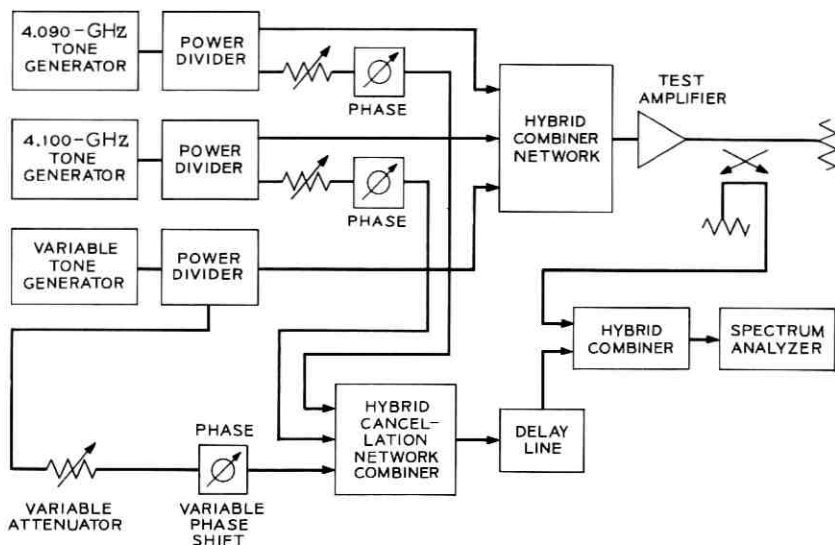 4.090-GHz
TONE
GENERATOR
POWER
DIVIDER
PHASE
4.100-GHz
TONE
GENERATOR
POWER
DIVIDER
PHASE
VARIABLE
TONE
GENERATOR
POWER
DIVIDER
HYBRID
COMBINER
NETWORK
TEST
AMPLIFIER
HYBRID
COMBINER
SPECTRUM
ANALYZER
VARIABLE
ATTENUATOR
PHASE
VARIABLE
PHASE
SHIFT
HYBRID
CANCEL-
LATION
NETWORK
COMBINER
DELAY
LINE